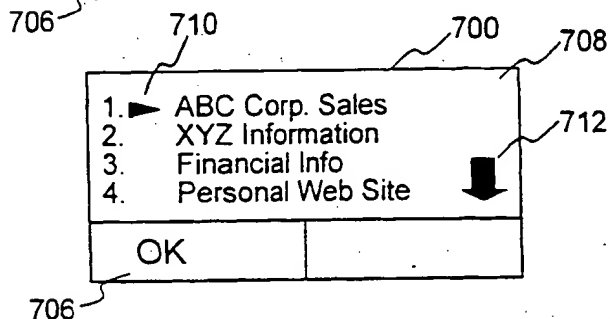 706
710
700
708
1. ABC Corp. Sales
2. XYZ Information
712
3. Financial Info
4. Personal Web Site
OK
706